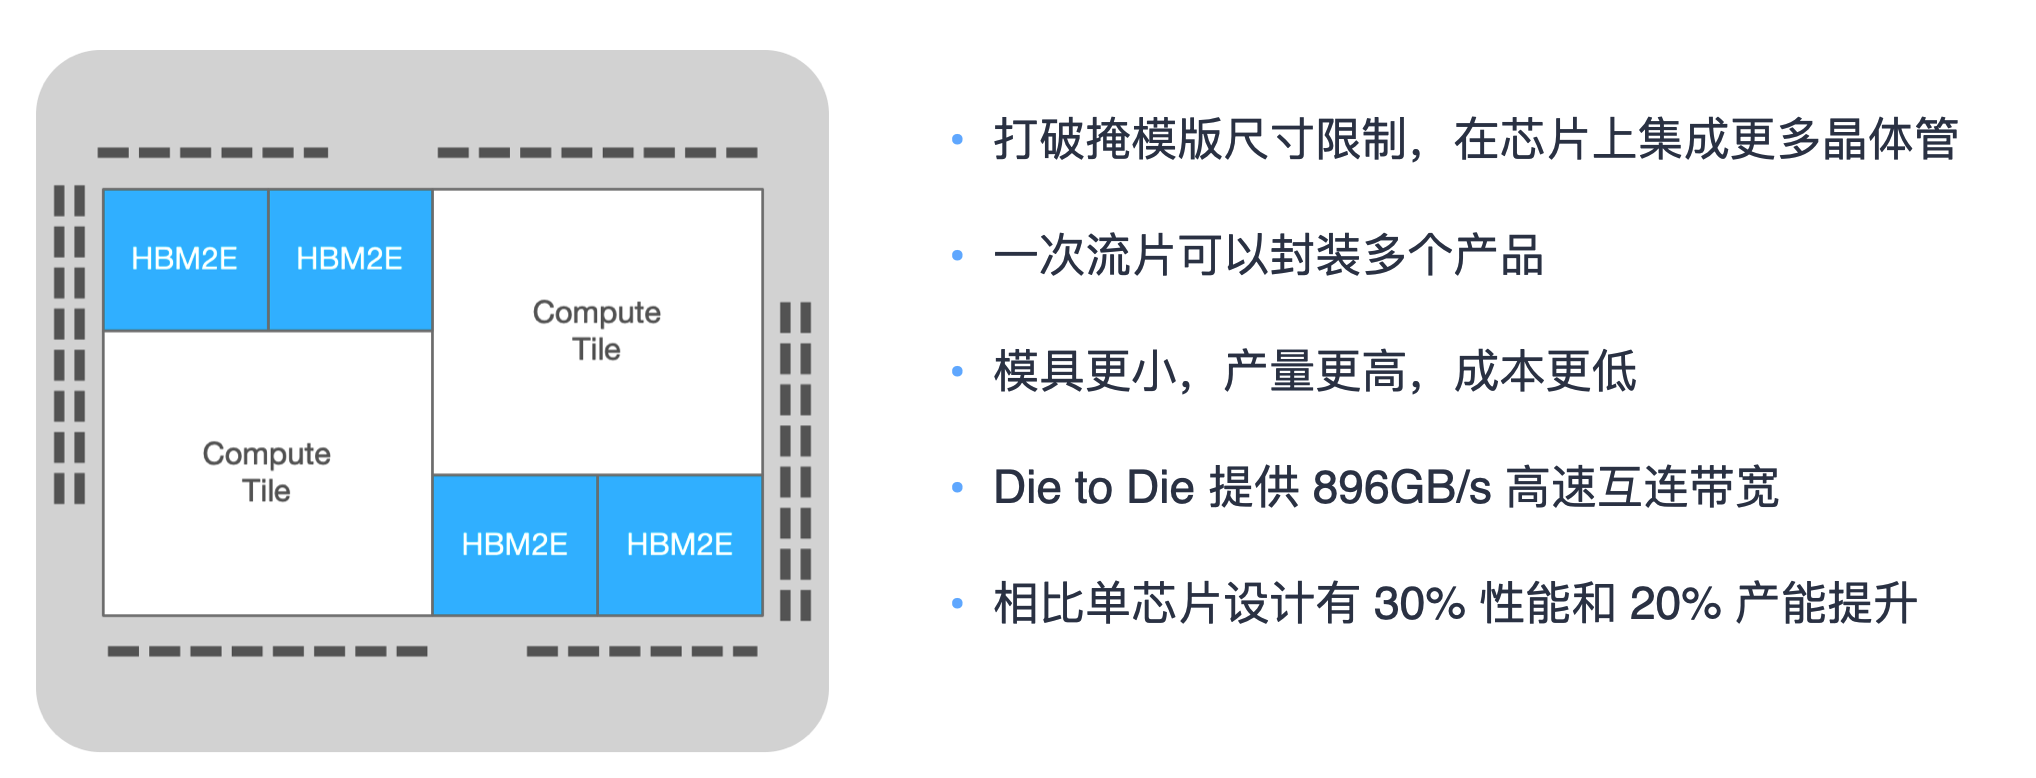 HBM2E HBM2E
Compute
Tile
Compute
Tile
HBM2E HBM2E
打破掩模版尺寸限制，在芯片上集成更多晶体管
一次流片可以封装多个产品
模具更小，产量更高，成本更低
Die to Die 提供 896GB/s 高速互连带宽
相比单芯片设计有 30% 性能和 20% 产能提升